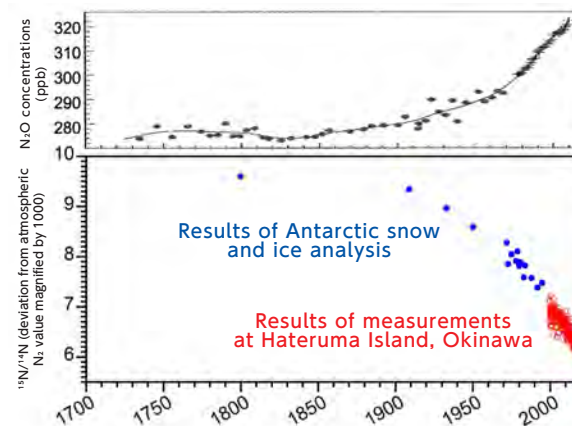 N₂O concentrations
(ppb)
320
300
280
10
¹⁵N/¹⁴N (deviation from atmospheric
N₂ value magnified by 1000)
9
8
7
6
Results of Antarctic snow
and ice analysis
Results of measurements
at Hateruma Island, Okinawa
1700
1750
1800
1850
1900
1950
2000